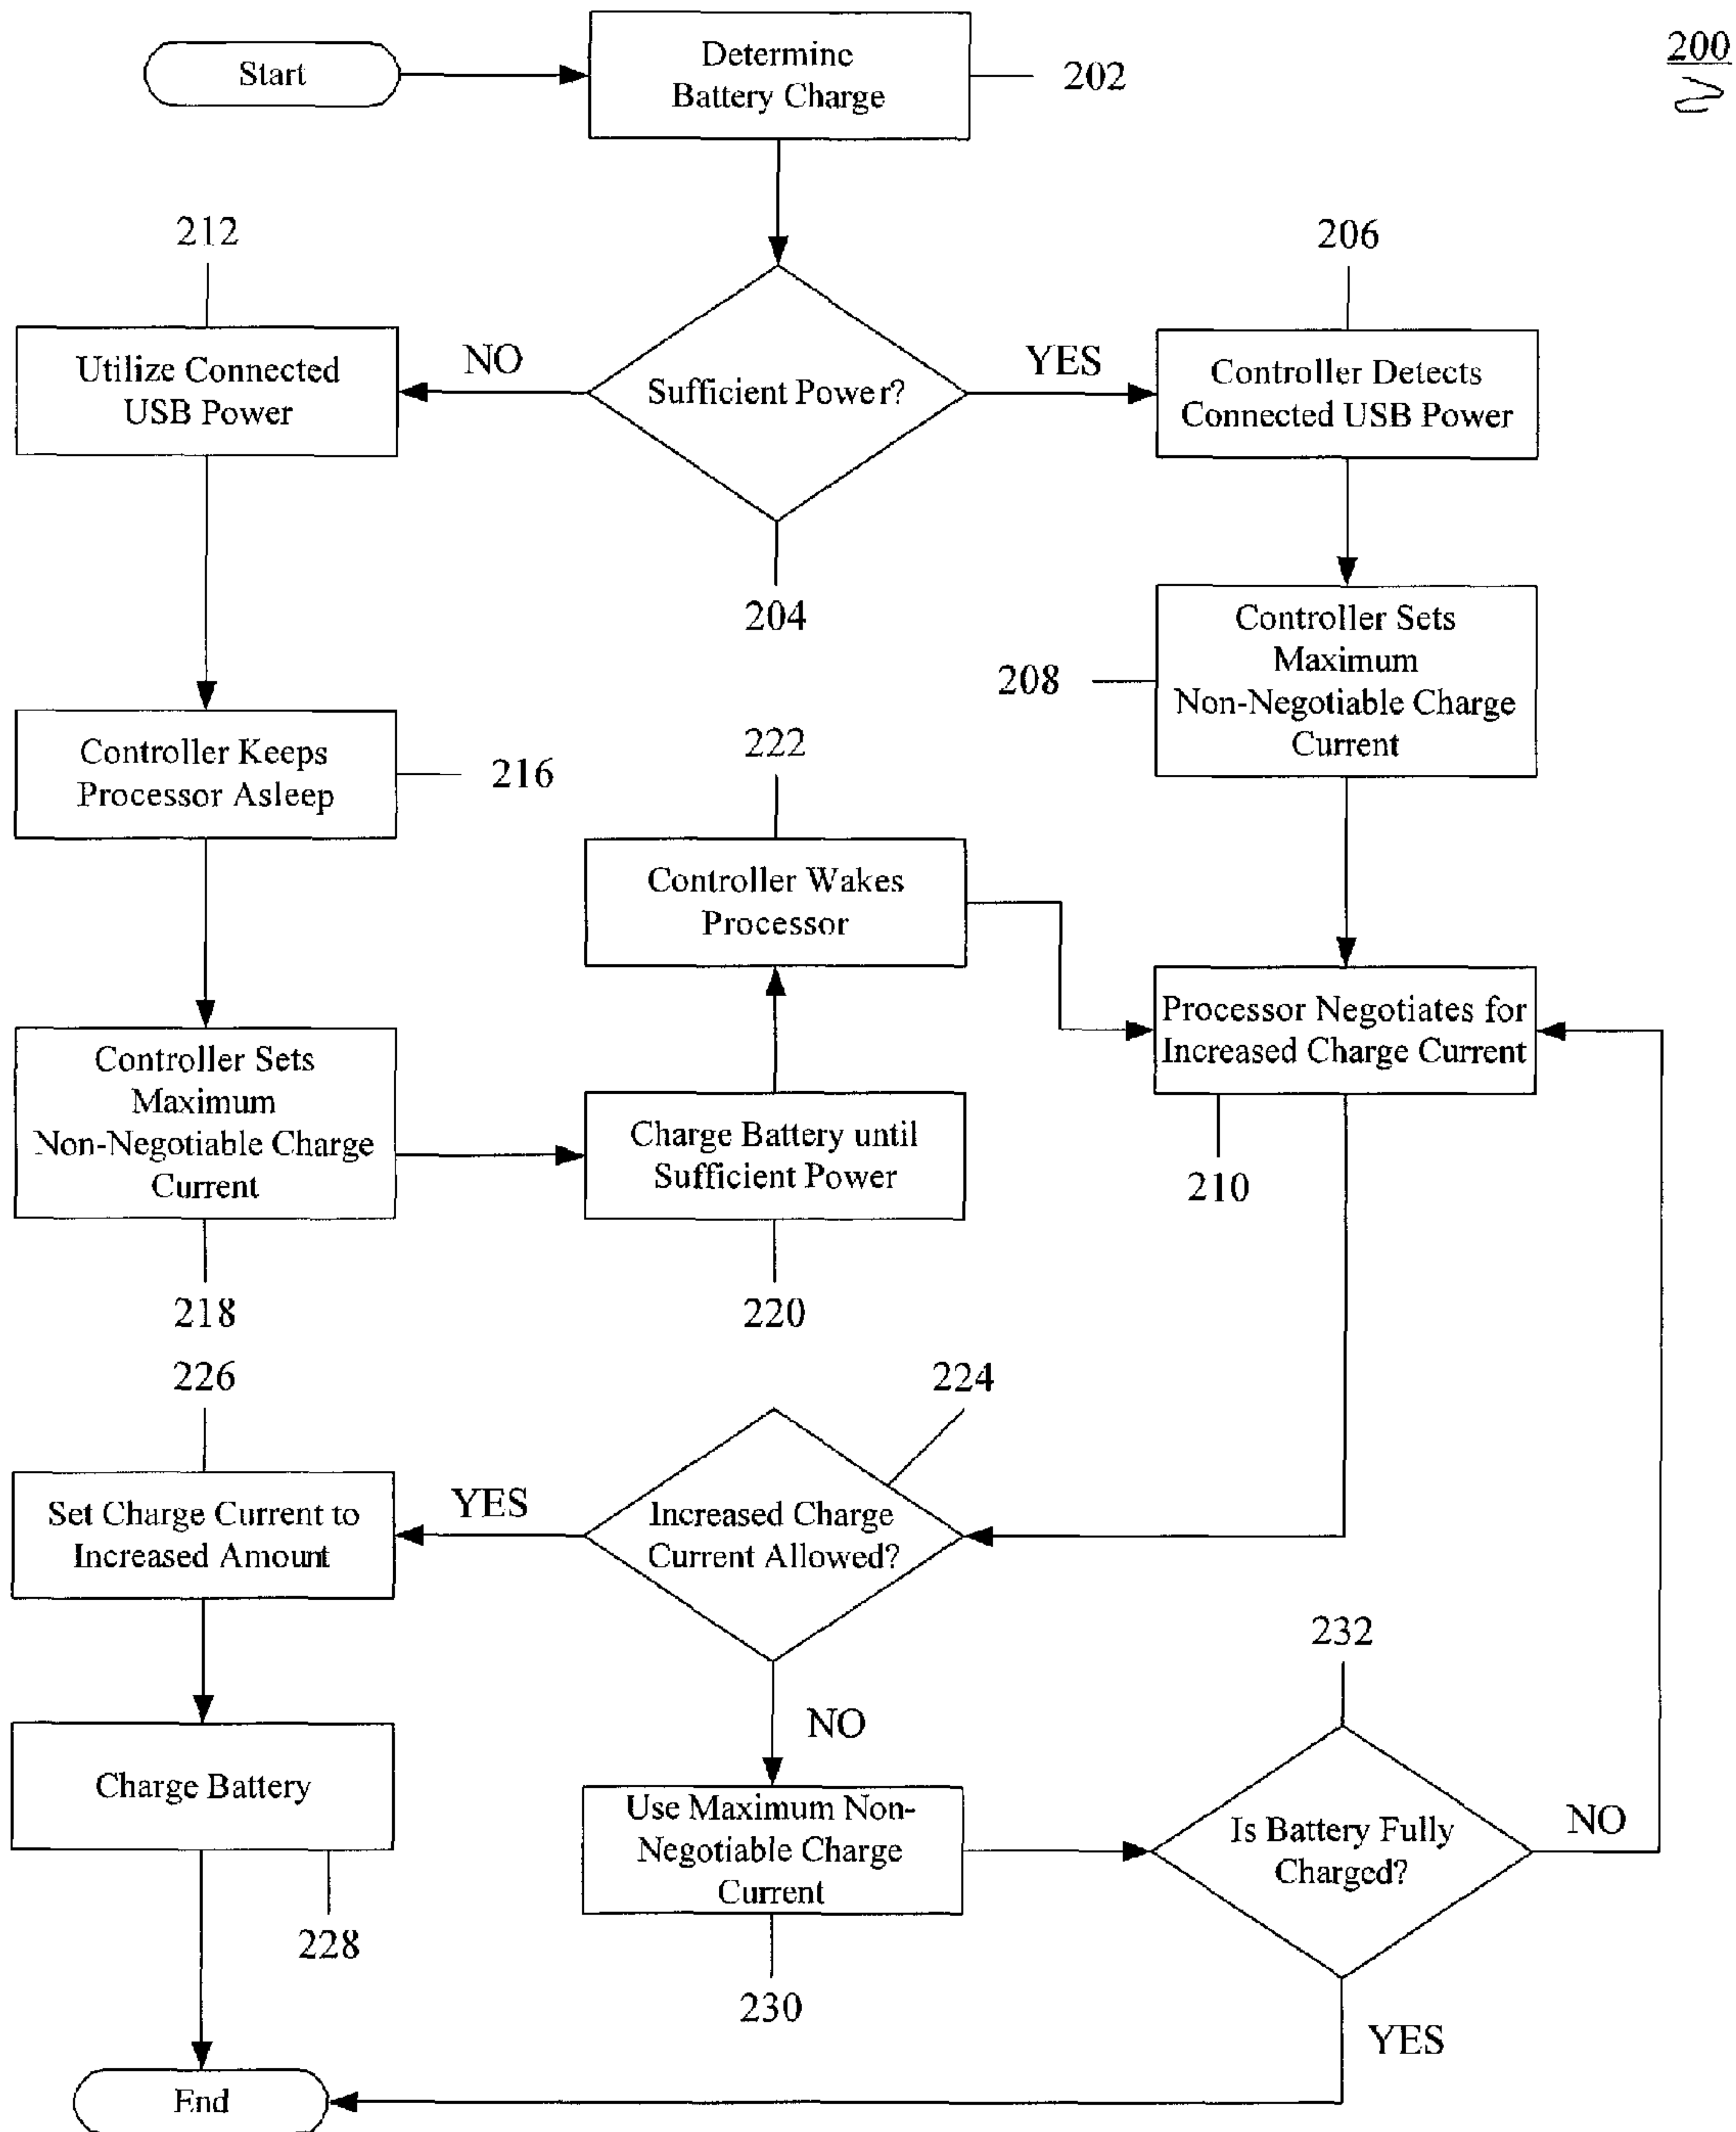 200
Start
Determine
Battery Charge
202
212
206
Utilize Connected
USB Power
NO
Sufficient Power?
YES
Controller Detects
Connected USB Power
204
Controller Sets
Maximum
Non-Negotiable Charge
Current
208
Controller Keeps
Processor Asleep
216
222
Controller Wakes
Processor
Processor Negotiates for
Increased Charge Current
210
Controller Sets
Maximum
Non-Negotiable Charge
Current
218
Charge Battery until
Sufficient Power
220
226
224
Set Charge Current to
Increased Amount
YES
Increased Charge
Current Allowed?
NO
232
Charge Battery
228
Use Maximum Non-
Negotiable Charge
Current
230
Is Battery Fully
Charged?
NO
YES
End